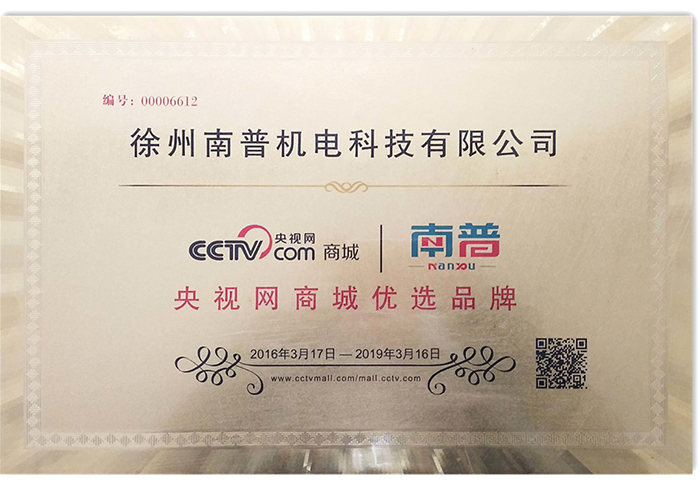 编号：00006612
徐州南普机电科技有限公司
CCTV.com 央视网 商城 南普
Nanpu
央视网商城优选品牌
2016年3月17日 — 2019年3月16日
www.cctvmall.com/mall.cctv.com